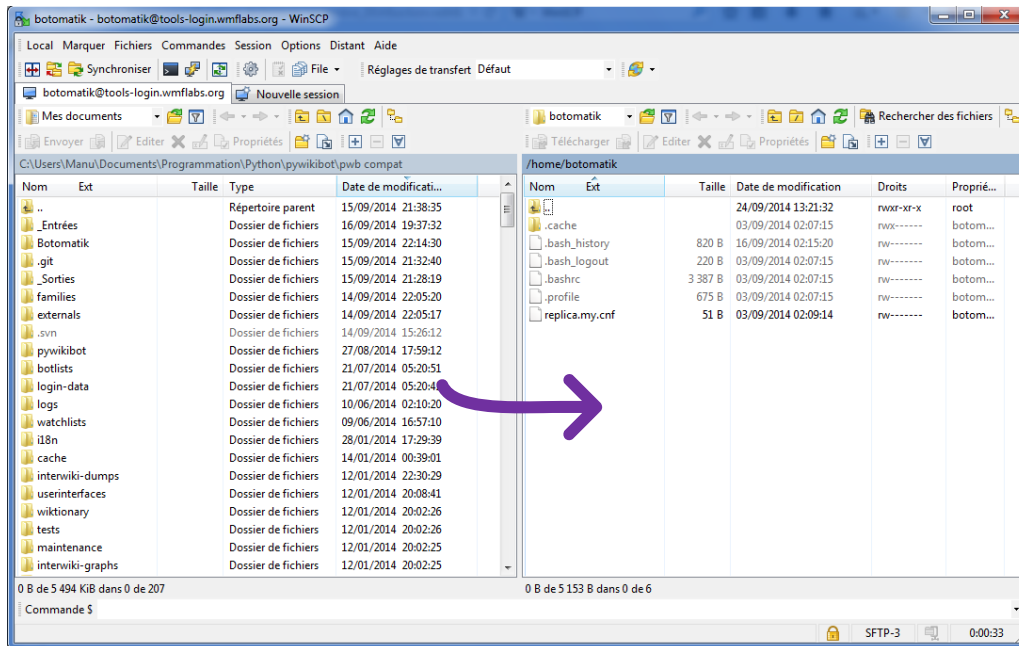 botomatik - botomatik@tools-login.wmflabs.org - WinSCP
Local Marquer Fichiers Commandes Session Options Distant Aide
Synchroniser File Réglages de transfert Défaut
botomatik@tools-login.wmflabs.org Nouvelle session
Mes documents botomatik Rechercher des fichiers
Envoyer Editer Propriétés Télécharger Editer Propriétés
C:\Users\Manu\Documents\Programmation\Python\pywikibot\pwb compat /home/botomatik
Nom Ext Taille Type Date de modificati... Nom Ext Taille Date de modification Droits Proprié...
.. Répertoire parent 15/09/2014 21:38:35 .. 24/09/2014 13:21:32 rwxr-xr-x root
_Entrées Dossier de fichiers 16/09/2014 19:37:32 .cache 03/09/2014 02:07:15 rwx------ botom...
Botomatik Dossier de fichiers 15/09/2014 22:14:30 .bash_history 820 B 16/09/2014 02:15:20 rw------- botom...
.git Dossier de fichiers 15/09/2014 21:32:40 .bash_logout 220 B 03/09/2014 02:07:15 rw------- botom...
_Sorties Dossier de fichiers 15/09/2014 21:28:19 .bashrc 3 387 B 03/09/2014 02:07:15 rw------- botom...
families Dossier de fichiers 14/09/2014 22:05:20 .profile 675 B 03/09/2014 02:07:15 rw------- botom...
externals Dossier de fichiers 14/09/2014 22:05:17 replica.my.cnf 51 B 03/09/2014 02:09:14 rw------- botom...
.svn Dossier de fichiers 14/09/2014 15:26:12
pywikibot Dossier de fichiers 27/08/2014 17:59:12
botlists Dossier de fichiers 21/07/2014 05:20:51
login-data Dossier de fichiers 21/07/2014
logs Dossier de fichiers 10/06/2014 02:10:20
watchlists Dossier de fichiers 09/06/2014 16:57:10
i18n Dossier de fichiers 28/01/2014 17:29:39
cache Dossier de fichiers 14/01/2014 00:39:01
interwiki-dumps Dossier de fichiers 12/01/2014 22:30:29
userinterfaces Dossier de fichiers 12/01/2014 20:08:41
wiktionary Dossier de fichiers 12/01/2014 20:02:26
tests Dossier de fichiers 12/01/2014 20:02:26
maintenance Dossier de fichiers 12/01/2014 20:02:25
interwiki-graphs Dossier de fichiers 12/01/2014 20:02:25
0 B de 5 494 KiB dans 0 de 207 0 B de 5 153 B dans 0 de 6
Commande $
SFTP-3 0:00:33